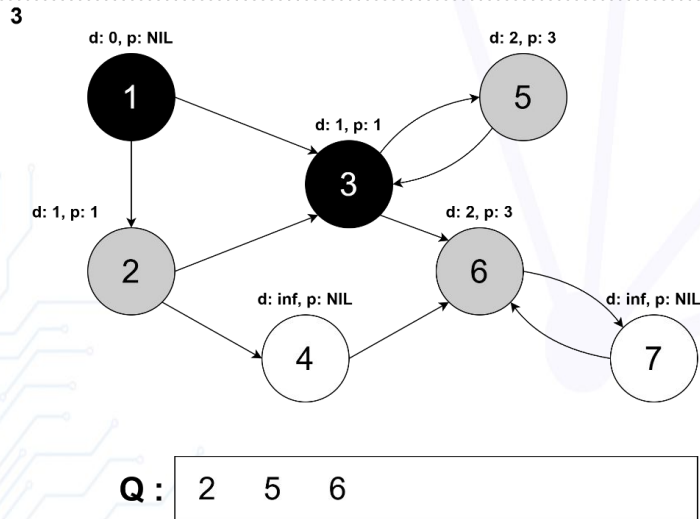 3
d: 0, p: NIL
d: 2, p: 3
1
5
d: 1, p: 1
3
d: 1, p: 1
d: 2, p: 3
2
6
d: inf, p: NIL
d: inf, p: NIL
4
7
Q : 2 5 6